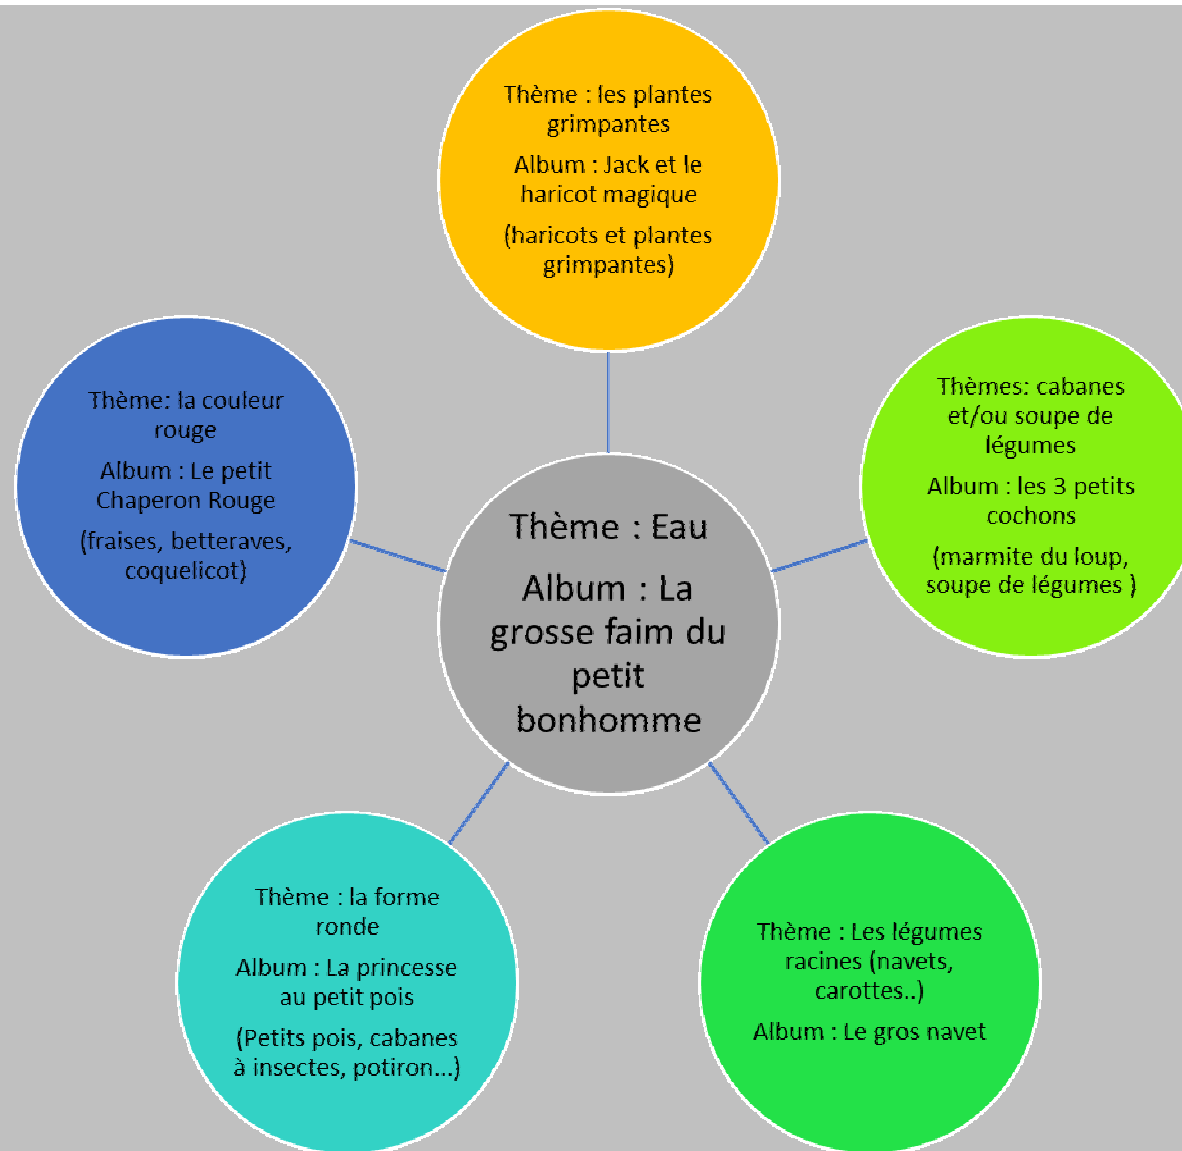 Thème : les plantes
grimpantes
Album : Jack et le
haricot magique
(haricots et plantes
grimpantes)
Thèmes: cabanes
et/ou soupe de
légumes
Album : les 3 petits
cochons
(marmite du loup,
soupe de légumes )
Thème: la couleur
rouge
Album : Le petit
Chaperon Rouge
(fraises, betteraves,
coquelicot)
Thème : Eau
Album : La
grosse faim du
petit
bonhomme
Thème : la forme
ronde
Album : La princesse
au petit pois
(Petits pois, cabanes
à insectes, potiron...)
Thème : Les légumes
racines (navets,
carottes..)
Album : Le gros navet